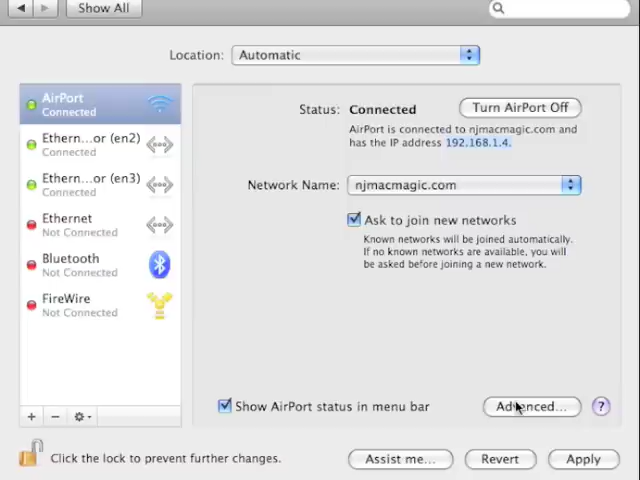 Show All
Location: Automatic
AirPort
Connected
Ethern...or (en2)
Connected
Ethern...or (en3)
Connected
Ethernet
Not Connected
Bluetooth
Not Connected
FireWire
Not Connected
Status: Connected
Turn AirPort Off
AirPort is connected to njmacmagic.com and
has the IP address 192.168.1.4.
Network Name: njmacmagic.com
Ask to join new networks
Known networks will be joined automatically.
If no known networks are available, you will
be asked before joining a new network.
Show AirPort status in menu bar
Advanced...
?
Click the lock to prevent further changes.
Assist me...
Revert
Apply